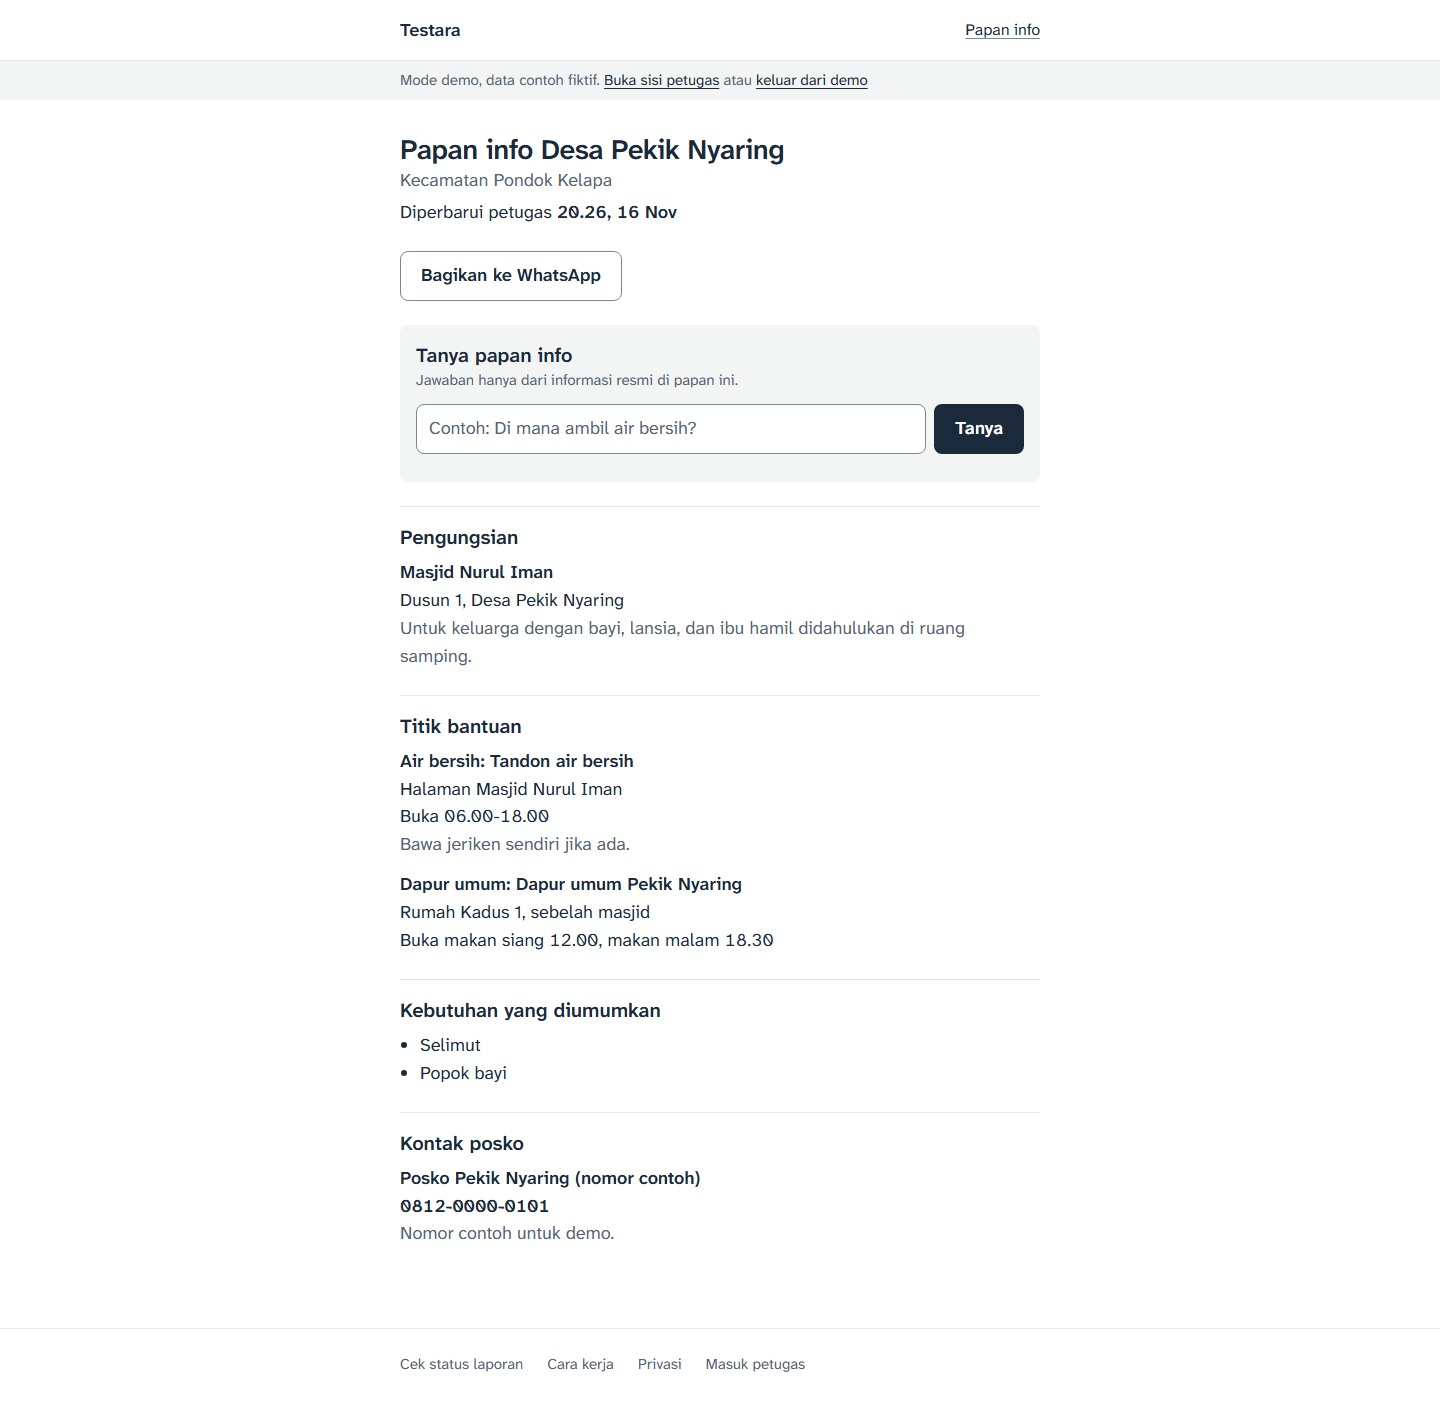 Testara
Papan info
Mode demo, data contoh fiktif. Buka sisi petugas atau keluar dari demo
Papan info Desa Pekik Nyaring
Kecamatan Pondok Kelapa
Diperbarui petugas 20.26, 16 Nov
Bagikan ke WhatsApp
Tanya papan info
Jawaban hanya dari informasi resmi di papan ini.
Contoh: Di mana ambil air bersih?
Tanya
Pengungsian
Masjid Nurul Iman
Dusun 1, Desa Pekik Nyaring
Untuk keluarga dengan bayi, lansia, dan ibu hamil didahulukan di ruang
samping.
Titik bantuan
Air bersih: Tandon air bersih
Halaman Masjid Nurul Iman
Buka 06.00-18.00
Bawa jeriken sendiri jika ada.
Dapur umum: Dapur umum Pekik Nyaring
Rumah Kadus 1, sebelah masjid
Buka makan siang 12.00, makan malam 18.30
Kebutuhan yang diumumkan
• Selimut
• Popok bayi
Kontak posko
Posko Pekik Nyaring (nomor contoh)
0812-0000-0101
Nomor contoh untuk demo.
Cek status laporan
Cara kerja
Privasi
Masuk petugas